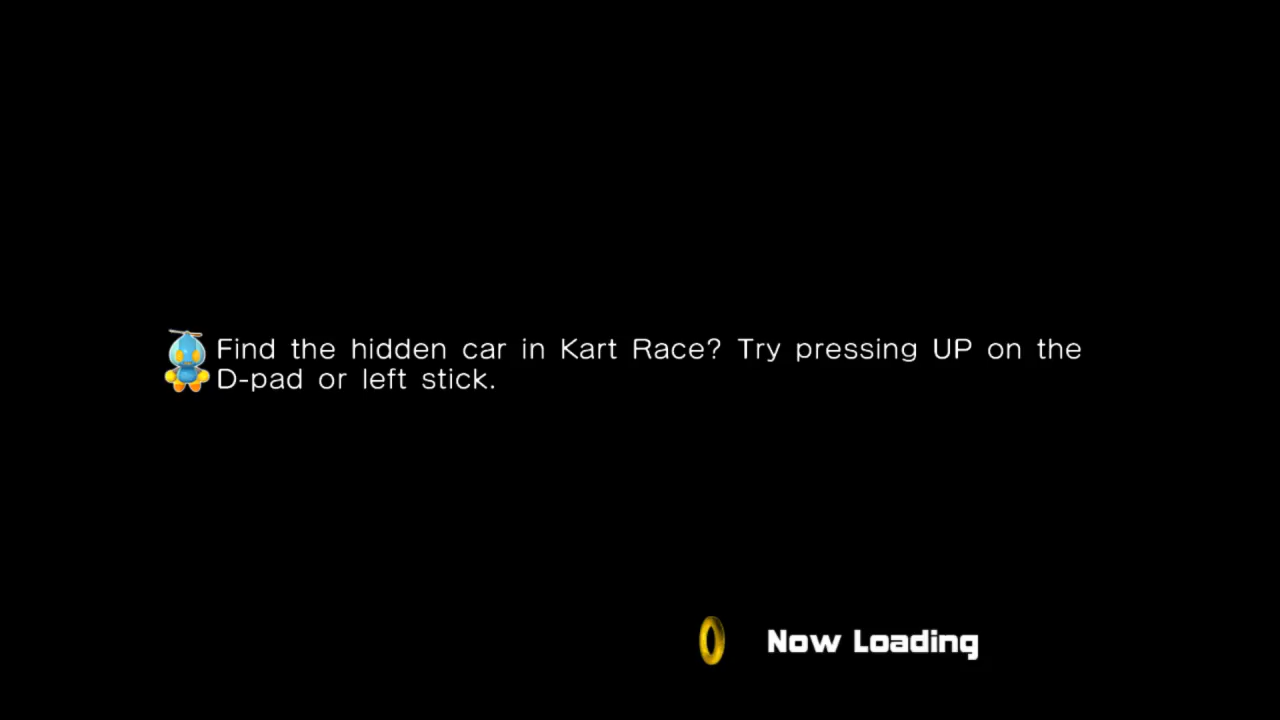 Find the hidden car in Kart Race? Try pressing UP on the
D-pad or left stick.
Now Loading